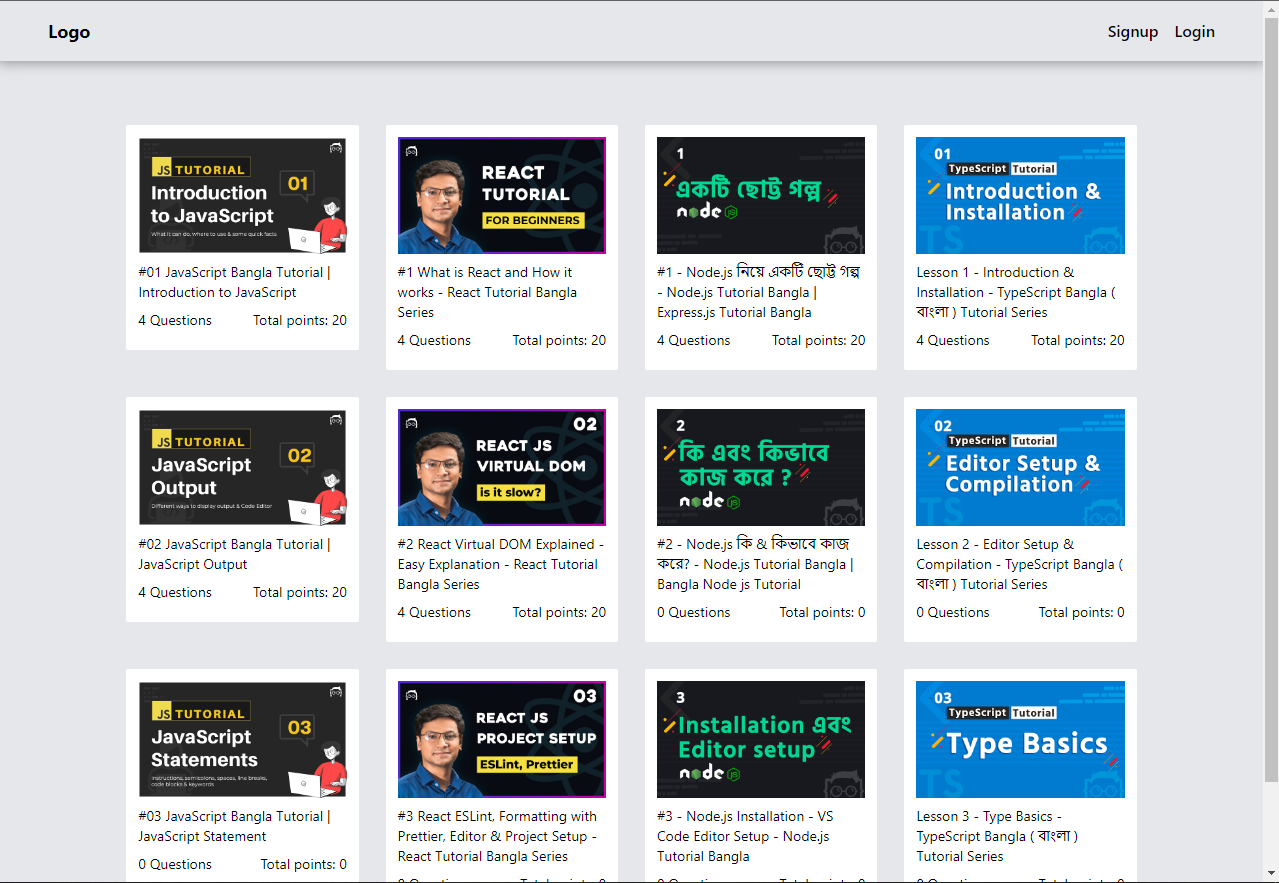 Logo
Signup Login
JS TUTORIAL
Introduction
to JavaScript
01
What it can do, where to use & some quick facts
#01 JavaScript Bangla Tutorial |
Introduction to JavaScript
4 Questions Total points: 20
REACT
TUTORIAL
FOR BEGINNERS
#1 What is React and How it
works - React Tutorial Bangla
Series
4 Questions Total points: 20
1
একটি ছোট্ট গল্প
node JS
#1 - Node.js নিয়ে একটি ছোট্ট গল্প
- Node.js Tutorial Bangla |
Express.js Tutorial Bangla
4 Questions Total points: 20
01
TypeScript Tutorial
Introduction &
Installation
TS
Lesson 1 - Introduction &
Installation - TypeScript Bangla (
বাংলা ) Tutorial Series
4 Questions Total points: 20
JS TUTORIAL
JavaScript
Output
02
Different ways to display output & Code Editor
#02 JavaScript Bangla Tutorial |
JavaScript Output
4 Questions Total points: 20
02
REACT JS
VIRTUAL DOM
is it slow?
#2 React Virtual DOM Explained -
Easy Explanation - React Tutorial
Bangla Series
4 Questions Total points: 20
2
কি এবং কিভাবে
কাজ করে ?
node JS
#2 - Node.js কি & কিভাবে কাজ
করে? - Node.js Tutorial Bangla |
Bangla Node js Tutorial
0 Questions Total points: 0
02
TypeScript Tutorial
Editor Setup &
Compilation
TS
Lesson 2 - Editor Setup &
Compilation - TypeScript Bangla (
বাংলা ) Tutorial Series
0 Questions Total points: 0
JS TUTORIAL
JavaScript
Statements
03
Instructions, semicolons, spaces, line breaks,
code blocks & keywords
#03 JavaScript Bangla Tutorial |
JavaScript Statement
0 Questions Total points: 0
03
REACT JS
PROJECT SETUP
ESLint, Prettier
#3 React ESLint, Formatting with
Prettier, Editor & Project Setup -
React Tutorial Bangla Series
3
Installation এবং
Editor setup
node JS
#3 - Node.js Installation - VS
Code Editor Setup - Node.js
Tutorial Bangla
03
TypeScript Tutorial
Type Basics
TS
Lesson 3 - Type Basics -
TypeScript Bangla ( বাংলা )
Tutorial Series